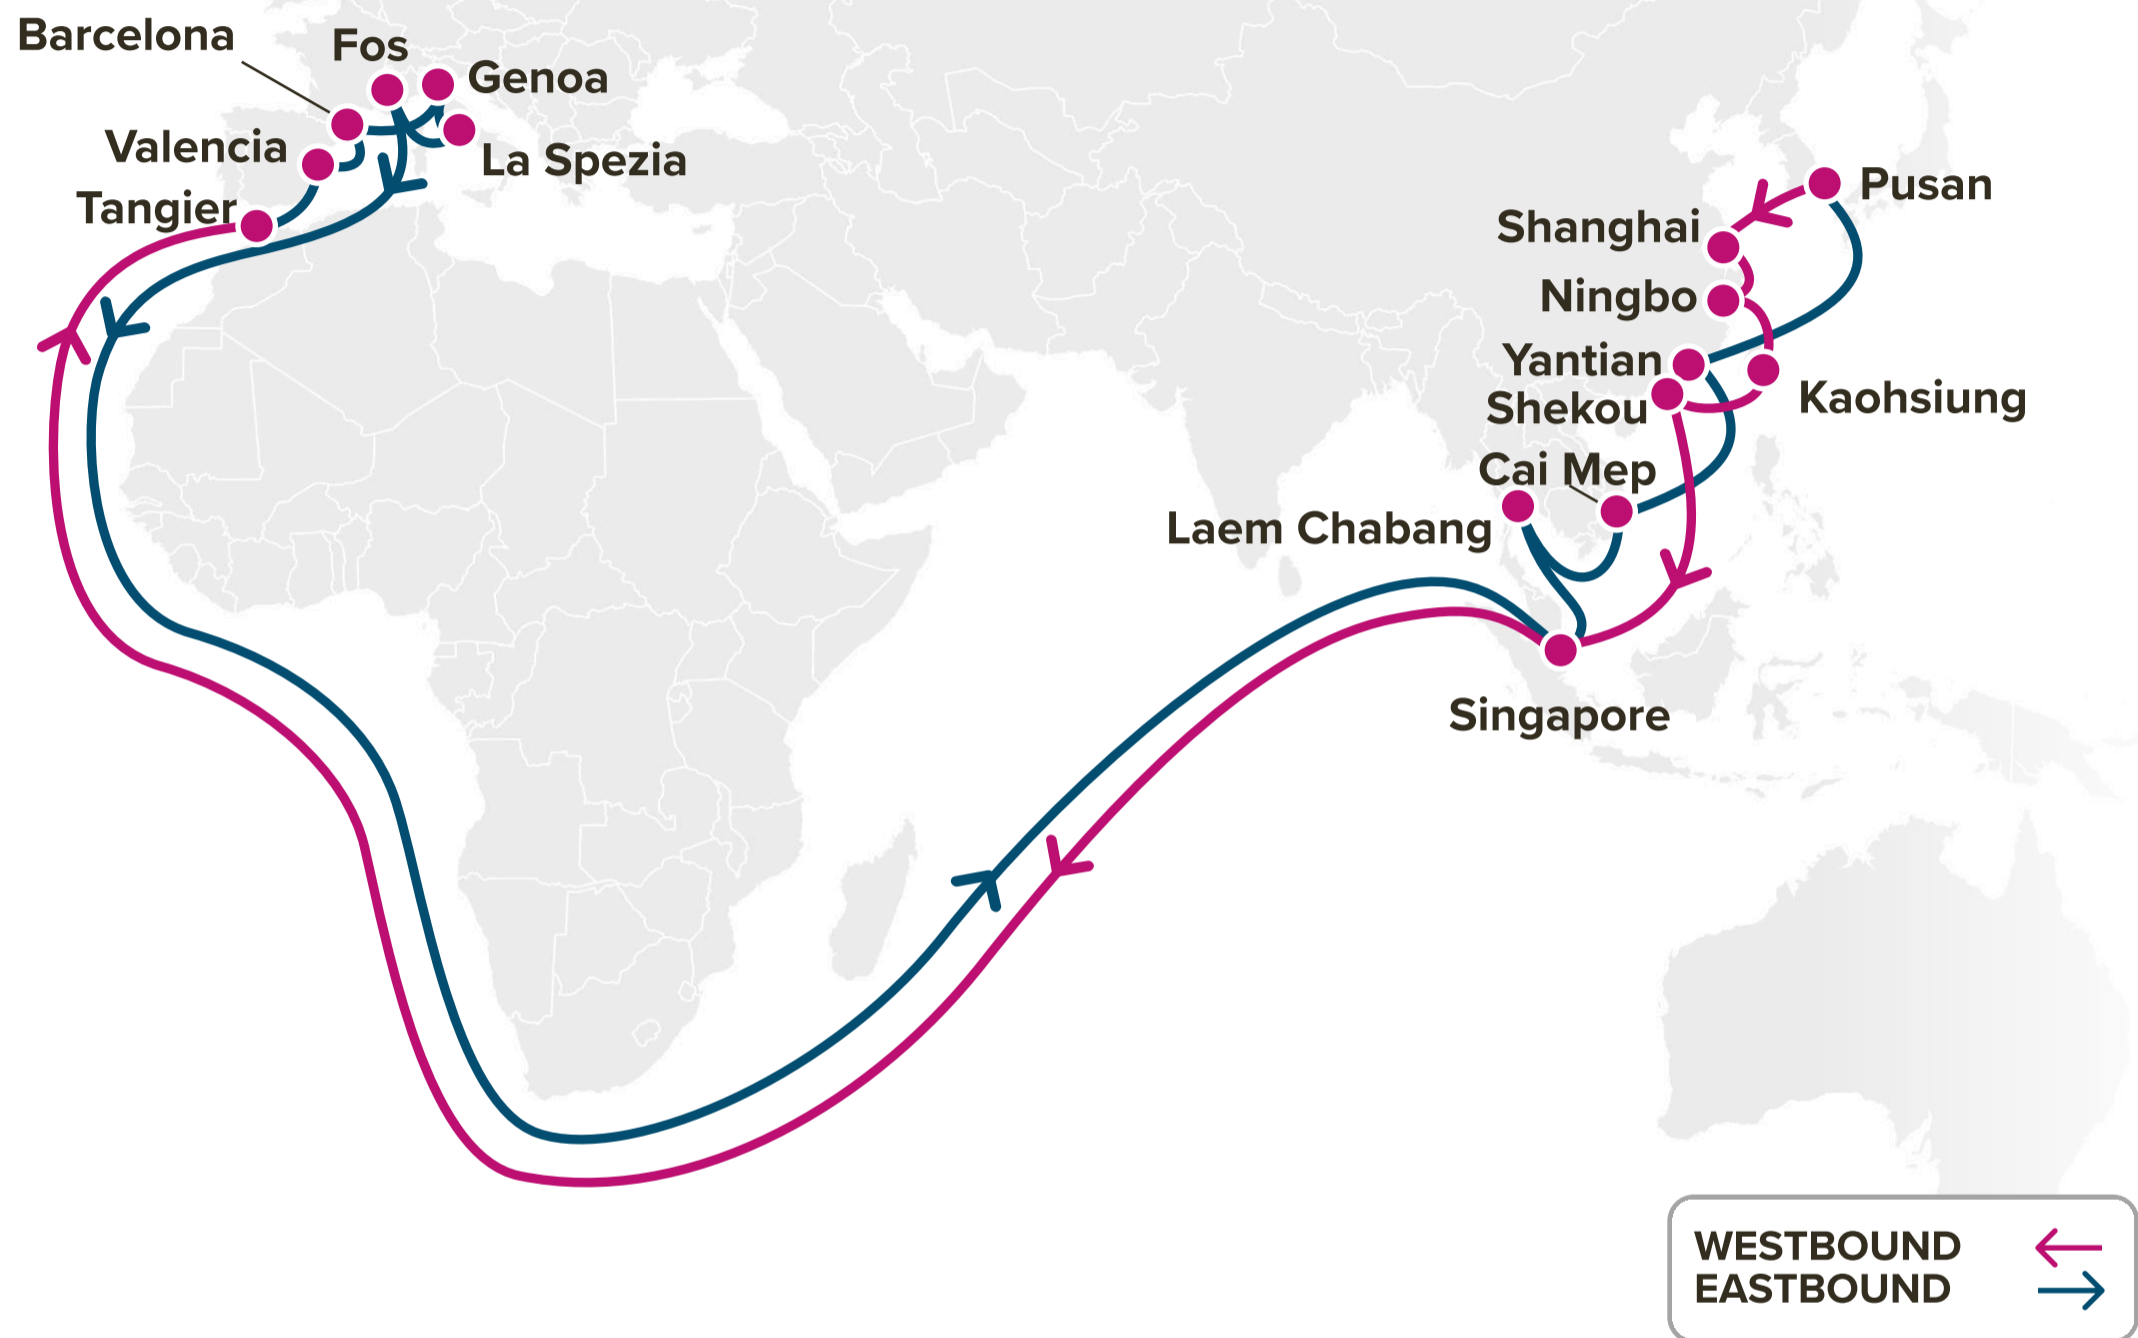 Barcelona
Fos
Genoa
Valencia
La Spezia
Tangier
Pusan
Shanghai
Ningbo
Yantian
Shekou
Kaohsiung
Cai Mep
Laem Chabang
Singapore
WESTBOUND
EASTBOUND